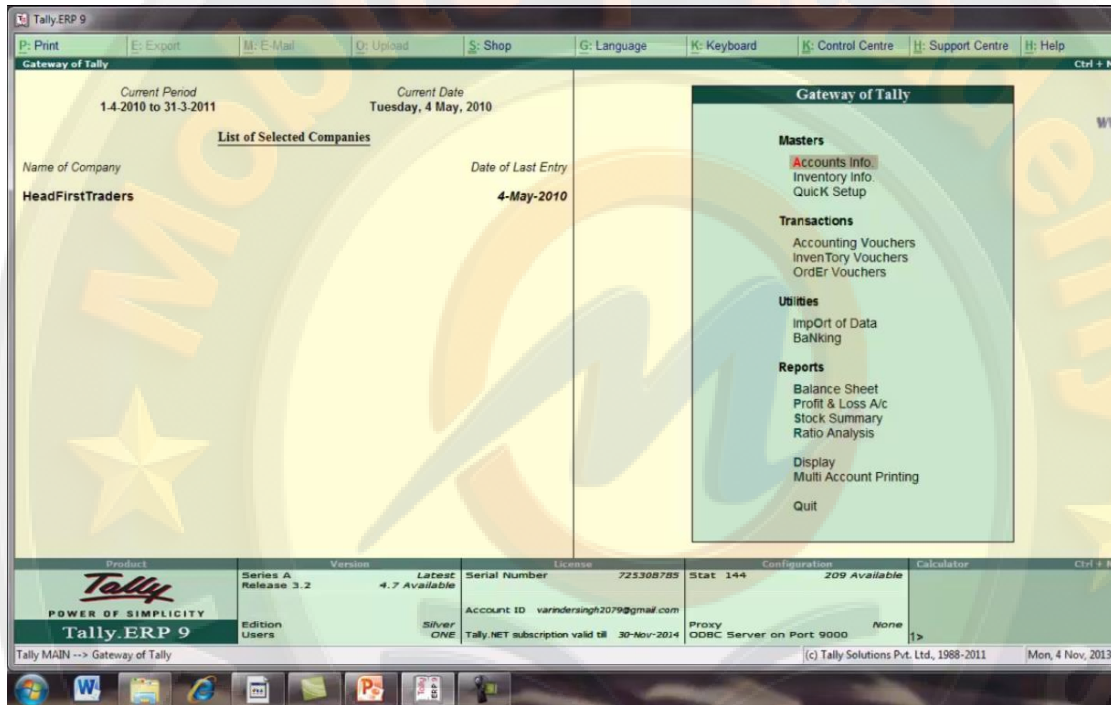 Tally.ERP 9
P: Print E: Export M: E-Mail O: Upload S: Shop G: Language K: Keyboard K: Control Centre H: Support Centre H: Help
Gateway of Tally Ctrl +
Current Period Current Date
1-4-2010 to 31-3-2011 Tuesday, 4 May, 2010
List of Selected Companies
Name of Company Date of Last Entry
HeadFirstTraders 4-May-2010
Gateway of Tally
Masters
Accounts Info.
Inventory Info.
QuicK Setup
Transactions
Accounting Vouchers
InvenTory Vouchers
OrdEr Vouchers
Utilities
ImpOrt of Data
BaNking
Reports
Balance Sheet
Profit & Loss A/c
Stock Summary
Ratio Analysis
Display
Multi Account Printing
Quit
Product Version License Configuration Calculator Ctrl +
Tally
POWER OF SIMPLICITY
Tally.ERP 9
Series A Latest
Release 3.2 4.7 Available
Edition Silver
Users ONE
Serial Number 725308785
Account ID varindersingh2079@gmail.com
Tally.NET subscription valid till 30-Nov-2014
Stat 144 209 Available
Proxy None
ODBC Server on Port 9000
1>
Tally MAIN --> Gateway of Tally (c) Tally Solutions Pvt. Ltd., 1988-2011 Mon, 4 Nov, 2013